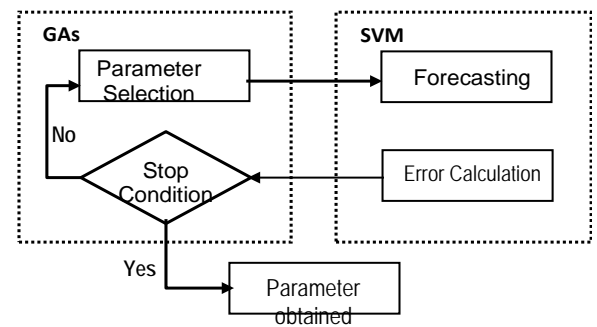 GAs
SVM
Parameter
Selection
Forecasting
No
Stop
Condition
Error Calculation
Yes
Parameter
obtained